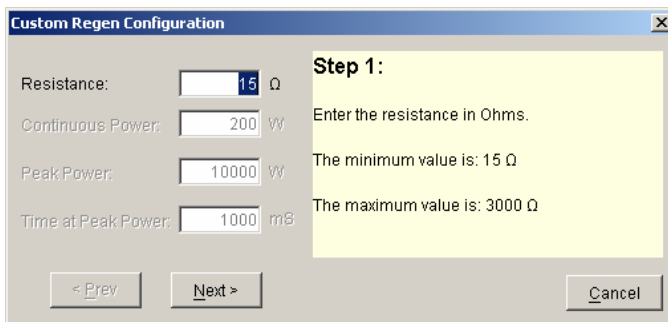 Custom Regen Configuration
Resistance: 15 Ω
Continuous Power: 200 W
Peak Power: 10000 W
Time at Peak Power: 1000 mS
Step 1:
Enter the resistance in Ohms.
The minimum value is: 15 Ω
The maximum value is: 3000 Ω
< Prev
Next >
Cancel